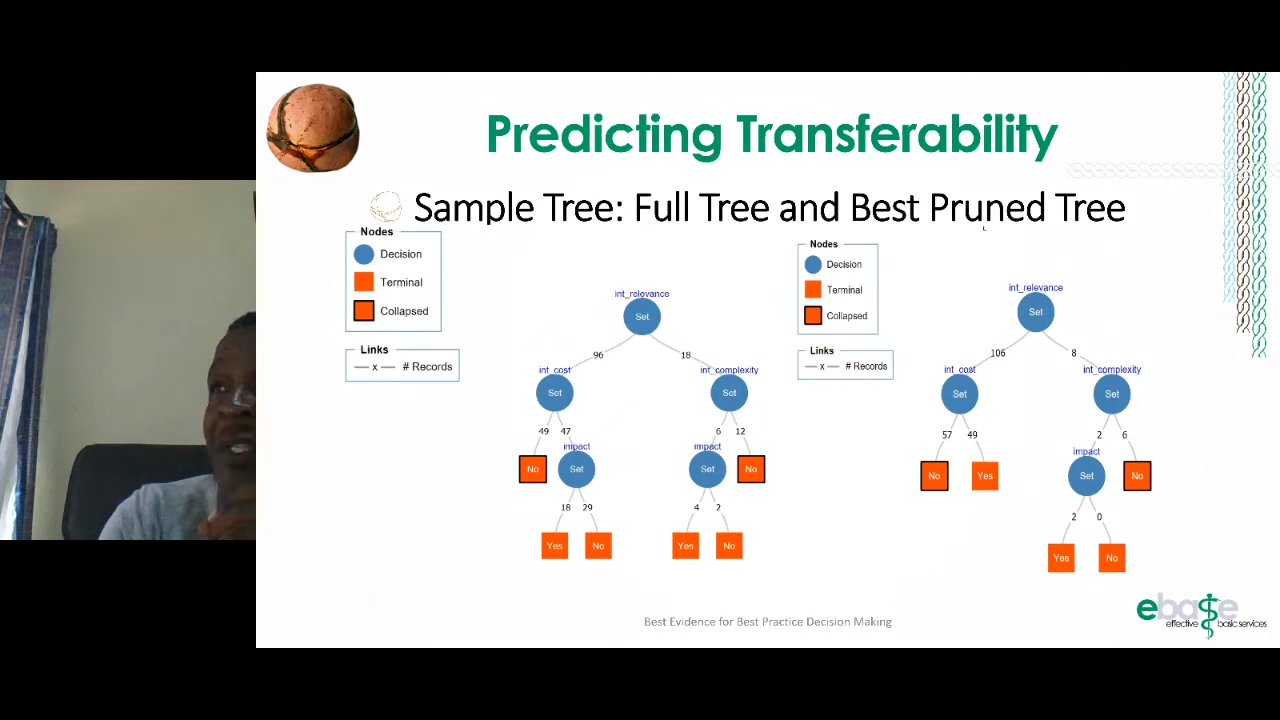 Predicting Transferability
Sample Tree: Full Tree and Best Pruned Tree
Nodes
Decision
Terminal
Collapsed
Links
x # Records
int_relevance
Set
96 18
int_cost int_complexity
Set Set
49 47 6 12
impact impact
No Set Set No
18 29 4 2
Yes No Yes No
Nodes
Decision
Terminal
Collapsed
Links
x # Records
int_relevance
Set
106 8
int_cost int_complexity
Set Set
57 49 2 6
impact
No Yes Set No
2 0
Yes No
Best Evidence for Best Practice Decision Making
ebase
effective basic services